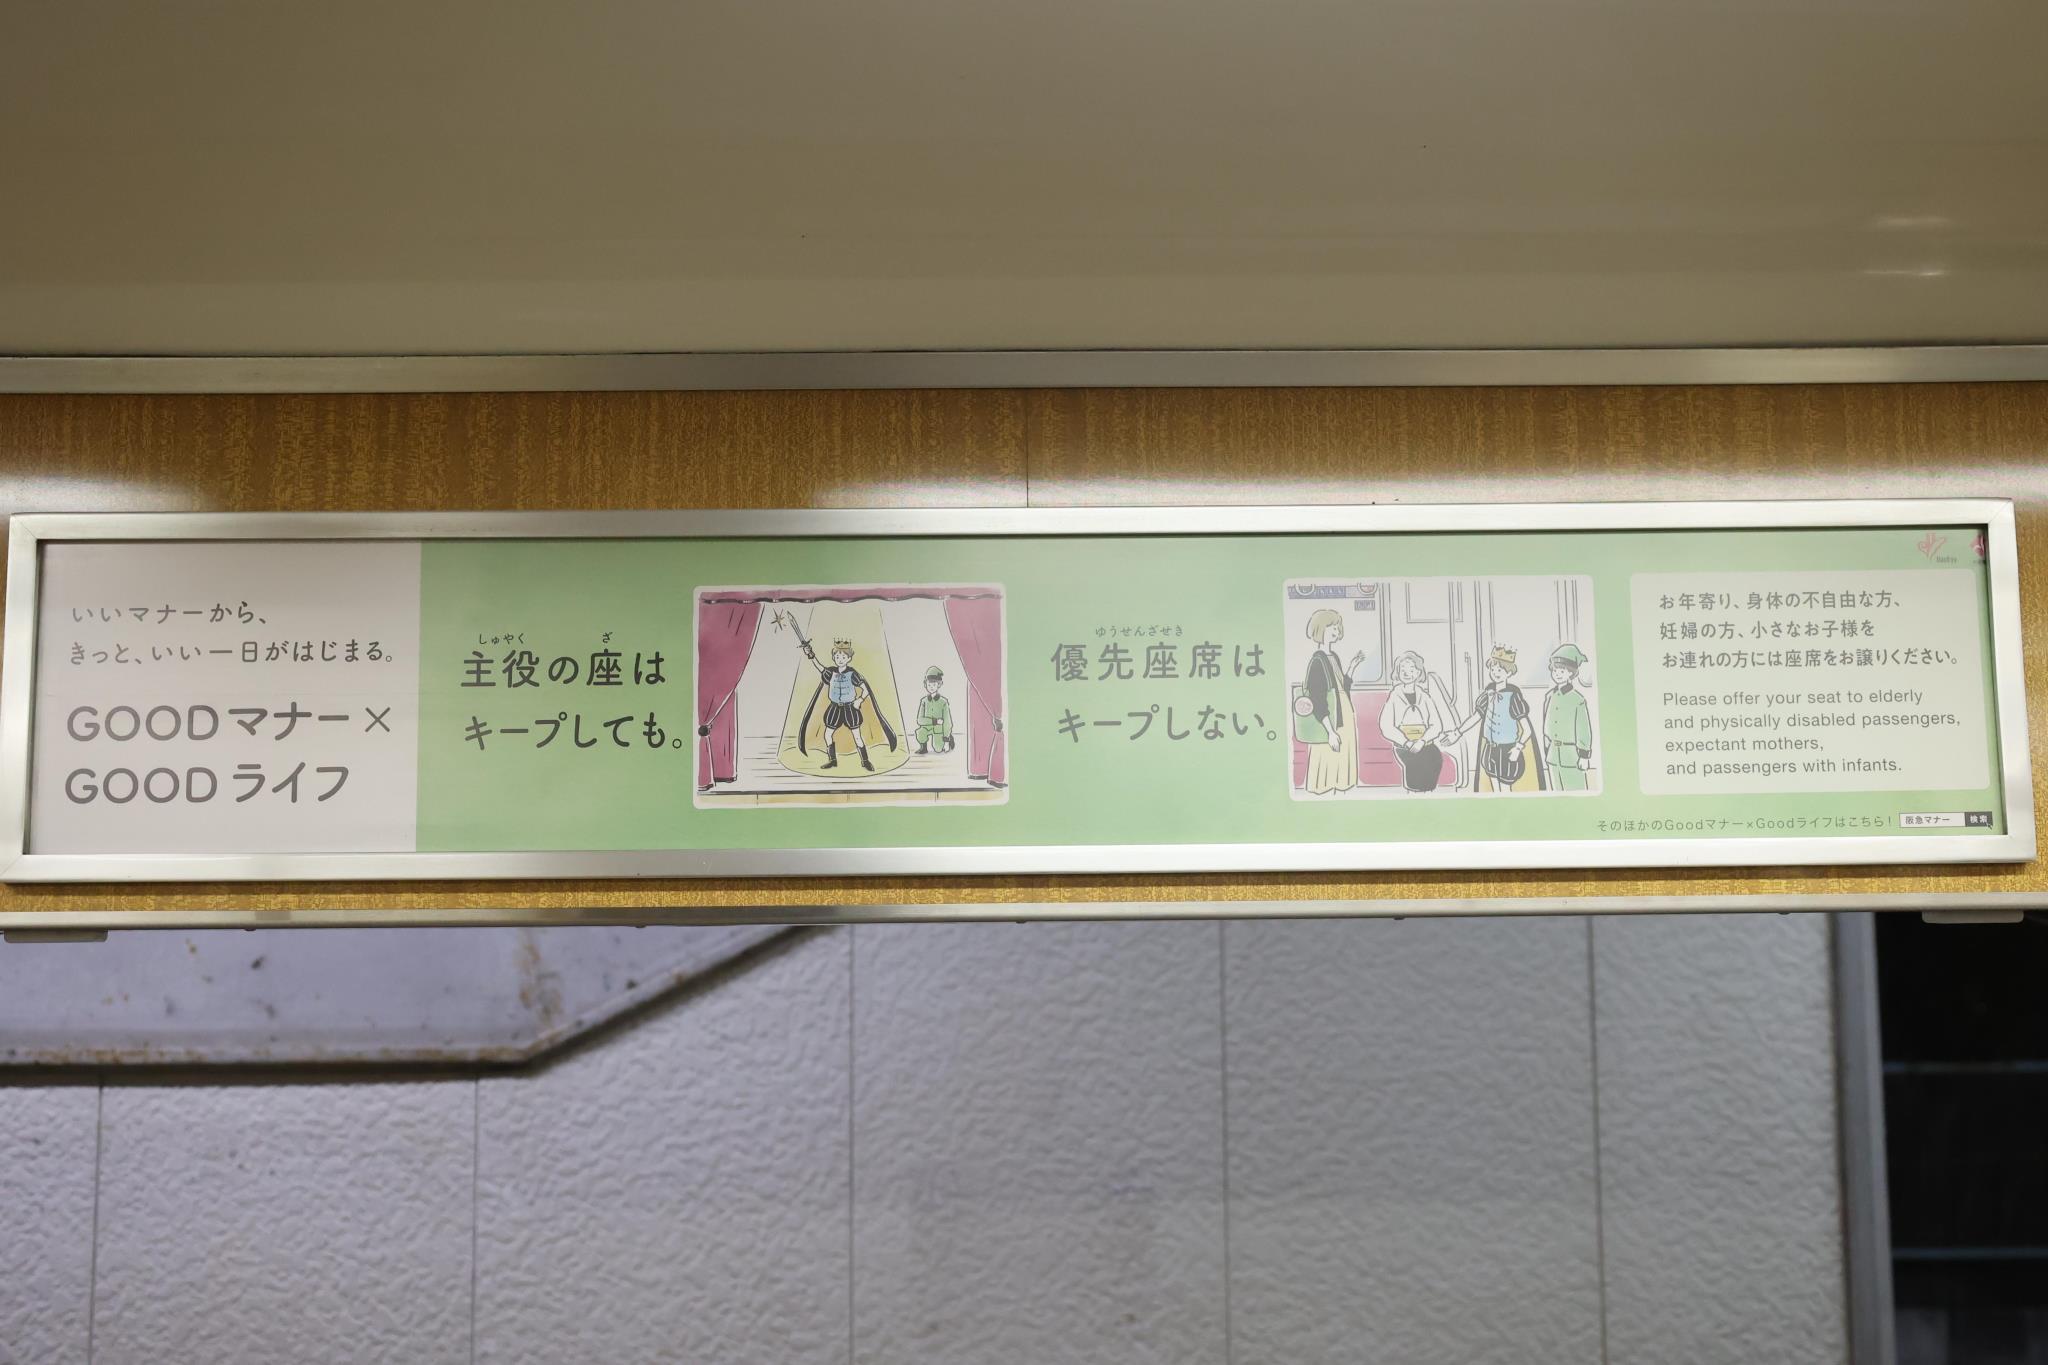 いいマナーから、
きっと、いい一日がはじまる。
GOODマナー×
GOODライフ
しゅやく ざ
主役の座は
キープしても。
ゆうせんざせき
優先座席は
キープしない。
Hankyu
お年寄り、身体の不自由な方、
妊婦の方、小さなお子様を
お連れの方には座席をお譲りください。
Please offer your seat to elderly
and physically disabled passengers,
expectant mothers,
and passengers with infants.
そのほかのGoodマナー×Goodライフはこちら! 阪急マナー 検索